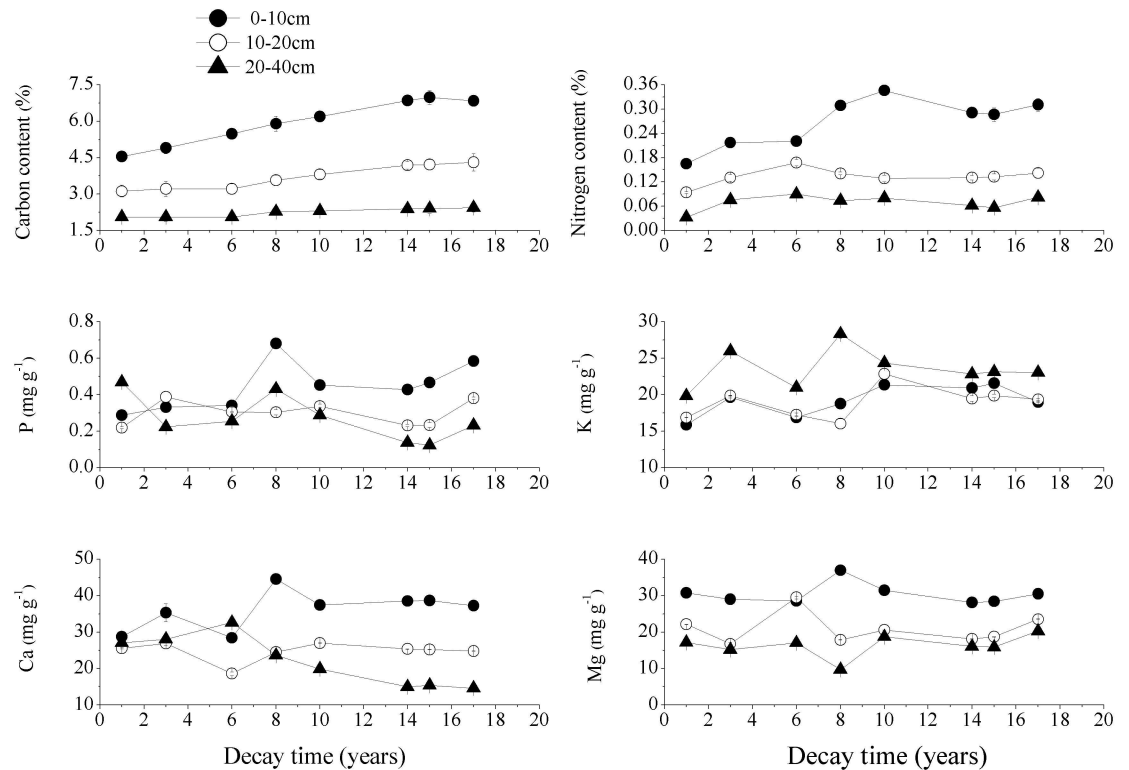 0-10cm
10-20cm
20-40cm
Carbon content (%)
7.5
6.0
4.5
3.0
1.5
0 2 4 6 8 10 12 14 16 18 20
Nitrogen content (%)
0.36
0.30
0.24
0.18
0.12
0.06
0.00
0 2 4 6 8 10 12 14 16 18 20
P (mg g⁻¹)
0.8
0.6
0.4
0.2
0.0
0 2 4 6 8 10 12 14 16 18 20
K (mg g⁻¹)
30
25
20
15
10
0 2 4 6 8 10 12 14 16 18 20
Ca (mg g⁻¹)
50
40
30
20
10
0 2 4 6 8 10 12 14 16 18 20
Decay time (years)
Mg (mg g⁻¹)
40
30
20
10
0
0 2 4 6 8 10 12 14 16 18 20
Decay time (years)